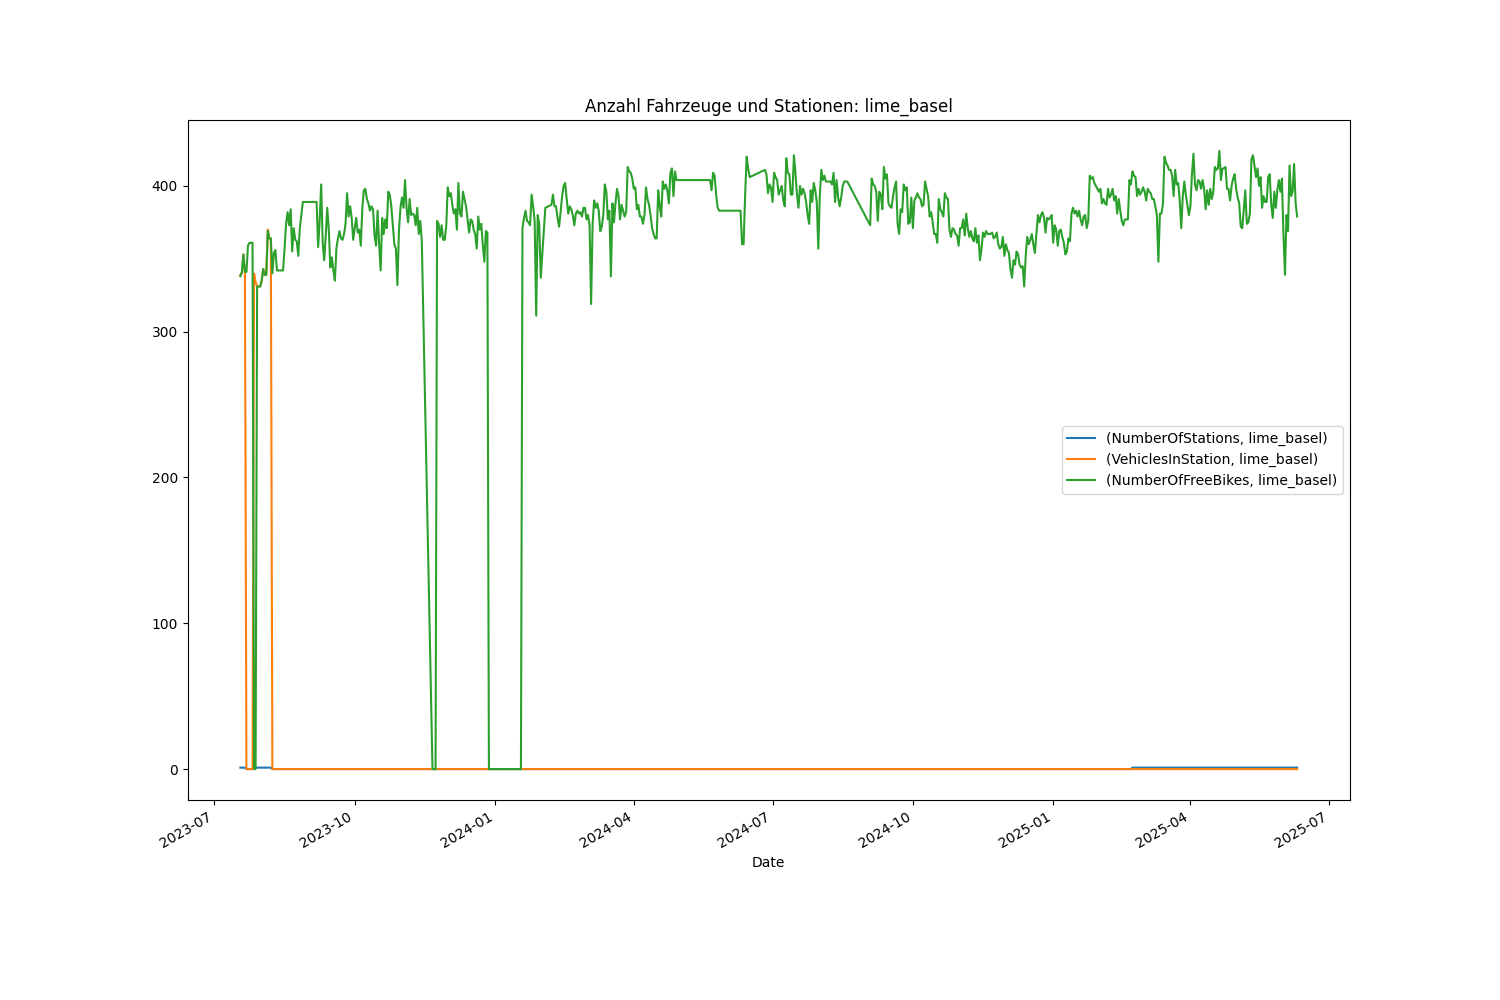 Anzahl Fahrzeuge und Stationen: lime_basel
400
300
200
100
0
(NumberOfStations, lime_basel)
(VehiclesInStation, lime_basel)
(NumberOfFreeBikes, lime_basel)
2023-07
2023-10
2024-01
2024-04
2024-07
2024-10
2025-01
2025-04
2025-07
Date